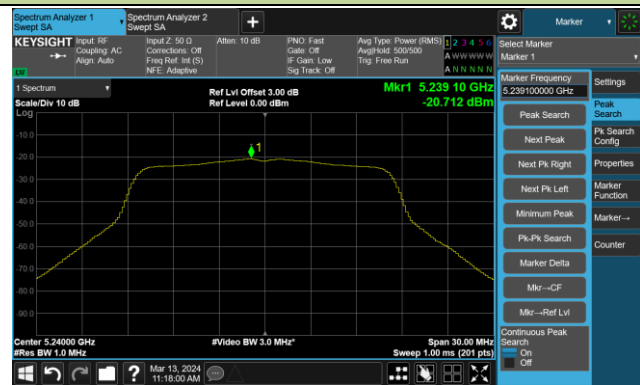 Spectrum Analyzer 1
Swept SA
Spectrum Analyzer 2
Swept SA
+
Marker
KEYSIGHT
Input: RF
Coupling: AC
Align: Auto
Input Z: 50 Ω
Corrections: Off
Freq Ref: Int (S)
NFE: Adaptive
Atten: 10 dB
PNO: Fast
Gate: Off
IF Gain: Low
Sig Track: Off
Avg Type: Power (RMS)
Avg|Hold: 500/500
Trig: Free Run
1 2 3 4 5 6
A W W W W W
A N N N N N
LXI
Select Marker
Marker 1
1 Spectrum
Scale/Div 10 dB
Log
Ref Lvl Offset 3.00 dB
Ref Level 0.00 dBm
Mkr1 5.239 10 GHz
-20.712 dBm
-10.0
-20.0
-30.0
-40.0
-50.0
-60.0
-70.0
-80.0
-90.0
1
Center 5.24000 GHz
#Res BW 1.0 MHz
#Video BW 3.0 MHz*
Span 30.00 MHz
Sweep 1.00 ms (201 pts)
Marker Frequency
5.239100000 GHz
Peak Search
Next Peak
Next Pk Right
Next Pk Left
Minimum Peak
Pk-Pk Search
Marker Delta
Mkr→CF
Mkr→Ref Lvl
Continuous Peak
Search
On
Off
Settings
Peak
Search
Pk Search
Config
Properties
Marker
Function
Marker→
Counter
?
Mar 13, 2024
11:18:00 AM